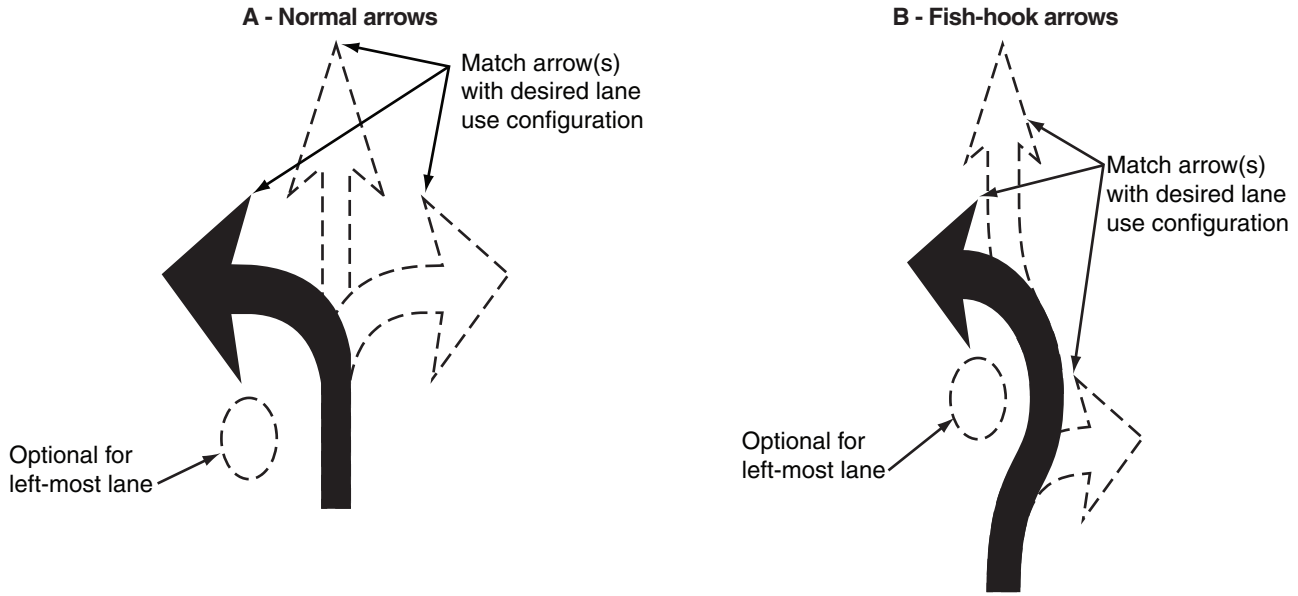 A - Normal arrows
Match arrow(s)
with desired lane
use configuration
Optional for
left-most lane
B - Fish-hook arrows
Match arrow(s)
with desired lane
use configuration
Optional for
left-most lane